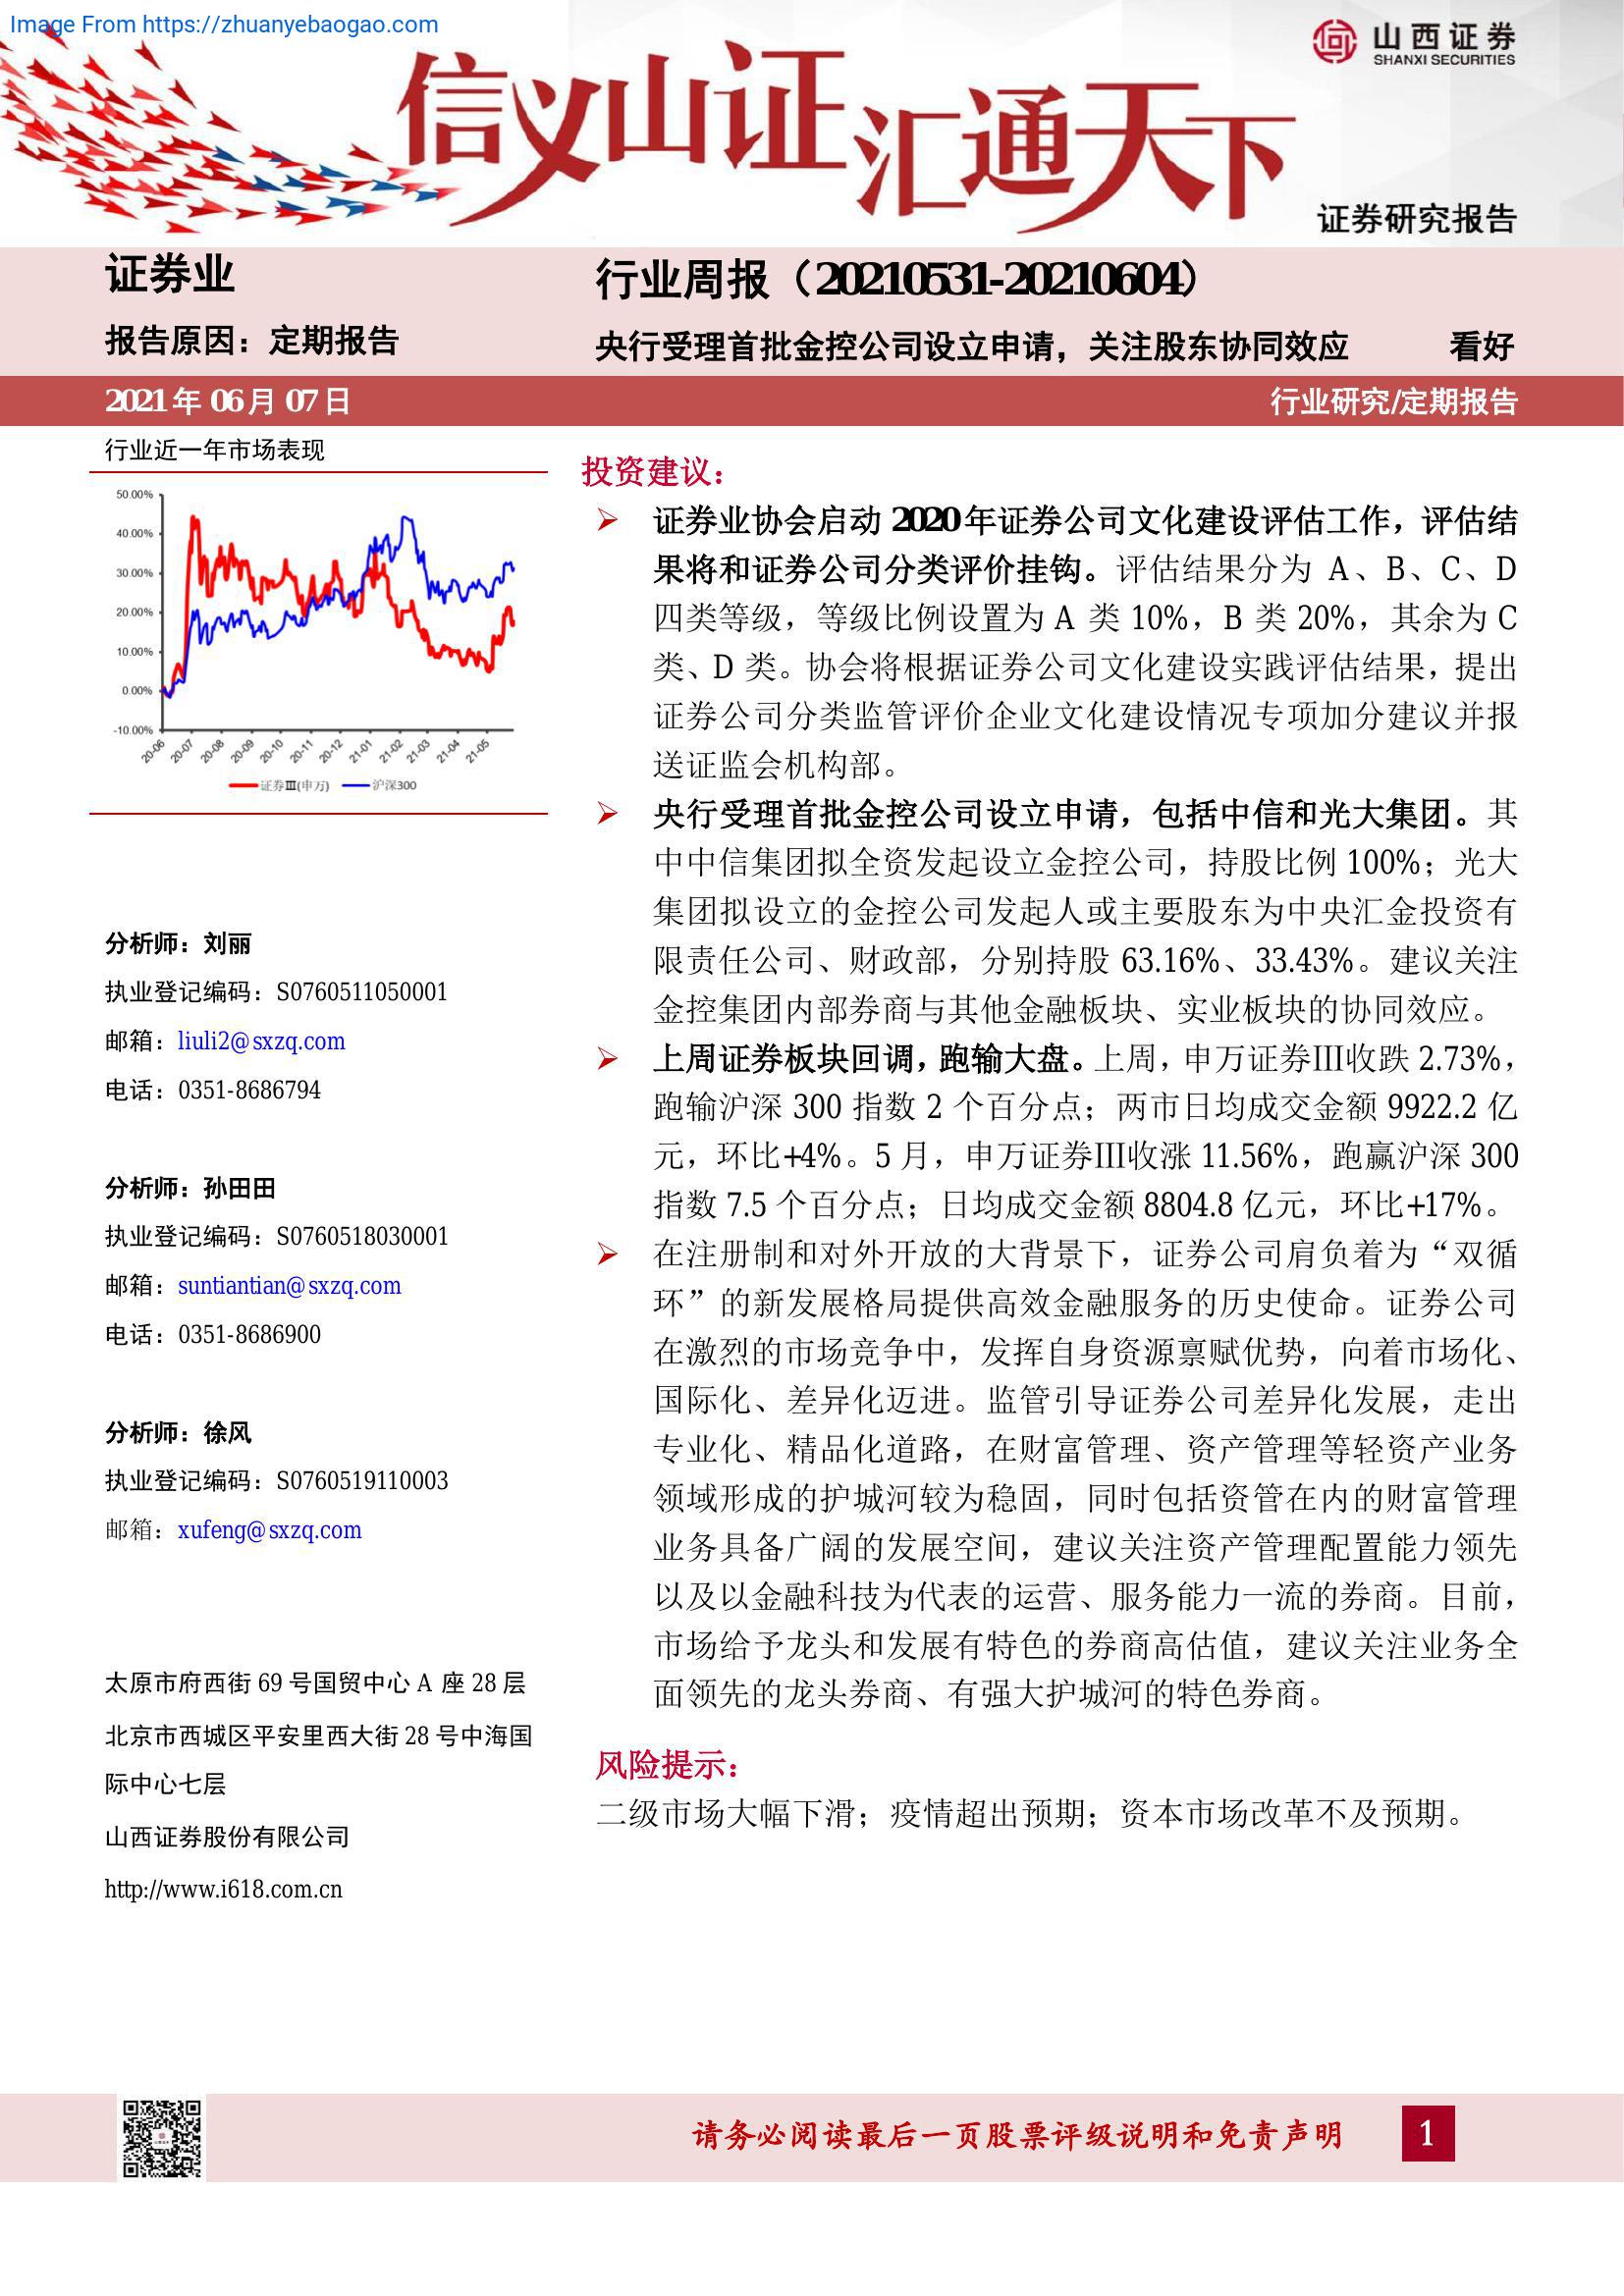 Image From https://zhuanyebaogao.com
山西证券
SHANXI SECURITIES
信义山证汇通天下
证券研究报告
证券业
报告原因：定期报告
行业周报（20210531-20210604）
央行受理首批金控公司设立申请，关注股东协同效应 看好
2021年06月07日
行业研究/定期报告
行业近一年市场表现
50.00%
40.00%
30.00%
20.00%
10.00%
0.00%
-10.00%
20-06 20-07 20-08 20-09 20-10 20-11 20-12 21-01 21-02 21-03 21-04 21-05
证券Ⅲ(申万) 沪深300
分析师：刘丽
执业登记编码：S0760511050001
邮箱：liuli2@sxzq.com
电话：0351-8686794
分析师：孙田田
执业登记编码：S0760518030001
邮箱：suntiantian@sxzq.com
电话：0351-8686900
分析师：徐风
执业登记编码：S0760519110003
邮箱：xufeng@sxzq.com
太原市府西街69号国贸中心A座28层
北京市西城区平安里西大街28号中海国
际中心七层
山西证券股份有限公司
http://www.i618.com.cn
投资建议：
证券业协会启动2020年证券公司文化建设评估工作，评估结
果将和证券公司分类评价挂钩。评估结果分为 A、B、C、D
四类等级，等级比例设置为 A 类 10%，B 类 20%，其余为 C
类、D 类。协会将根据证券公司文化建设实践评估结果，提出
证券公司分类监管评价企业文化建设情况专项加分建议并报
送证监会机构部。
央行受理首批金控公司设立申请，包括中信和光大集团。其
中中信集团拟全资发起设立金控公司，持股比例 100%；光大
集团拟设立的金控公司发起人或主要股东为中央汇金投资有
限责任公司、财政部，分别持股 63.16%、33.43%。建议关注
金控集团内部券商与其他金融板块、实业板块的协同效应。
上周证券板块回调，跑输大盘。上周，申万证券Ⅲ收跌 2.73%，
跑输沪深 300 指数 2 个百分点；两市日均成交金额 9922.2 亿
元，环比+4%。5 月，申万证券Ⅲ收涨 11.56%，跑赢沪深 300
指数 7.5 个百分点；日均成交金额 8804.8 亿元，环比+17%。
在注册制和对外开放的大背景下，证券公司肩负着为“双循
环”的新发展格局提供高效金融服务的历史使命。证券公司
在激烈的市场竞争中，发挥自身资源禀赋优势，向着市场化、
国际化、差异化迈进。监管引导证券公司差异化发展，走出
专业化、精品化道路，在财富管理、资产管理等轻资产业务
领域形成的护城河较为稳固，同时包括资管在内的财富管理
业务具备广阔的发展空间，建议关注资产管理配置能力领先
以及以金融科技为代表的运营、服务能力一流的券商。目前，
市场给予龙头和发展有特色的券商高估值，建议关注业务全
面领先的龙头券商、有强大护城河的特色券商。
风险提示：
二级市场大幅下滑；疫情超出预期；资本市场改革不及预期。
请务必阅读最后一页股票评级说明和免责声明
1